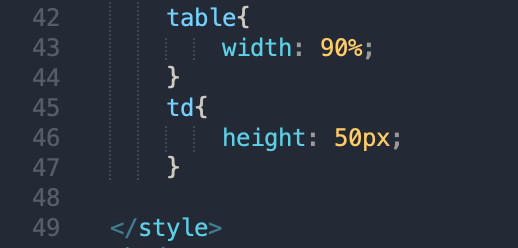 42 table{
43 width: 90%;
44 }
45 td{
46 height: 50px;
47 }
48
49 </style>